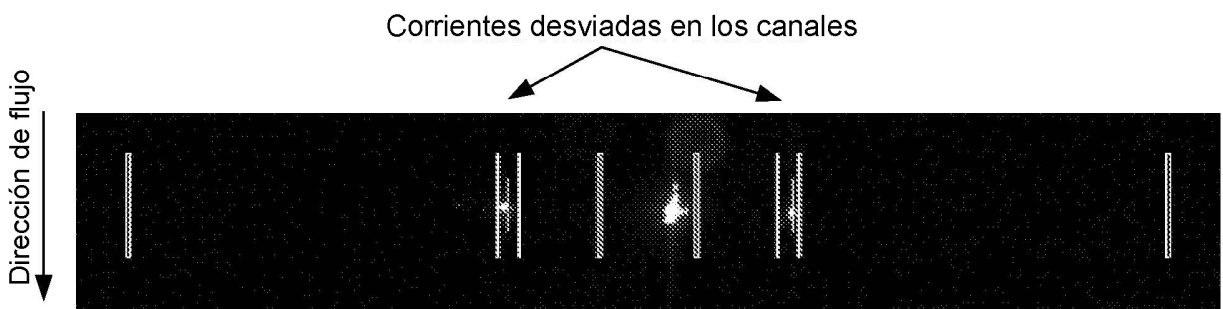 Corrientes desviadas en los canales
Dirección de flujo